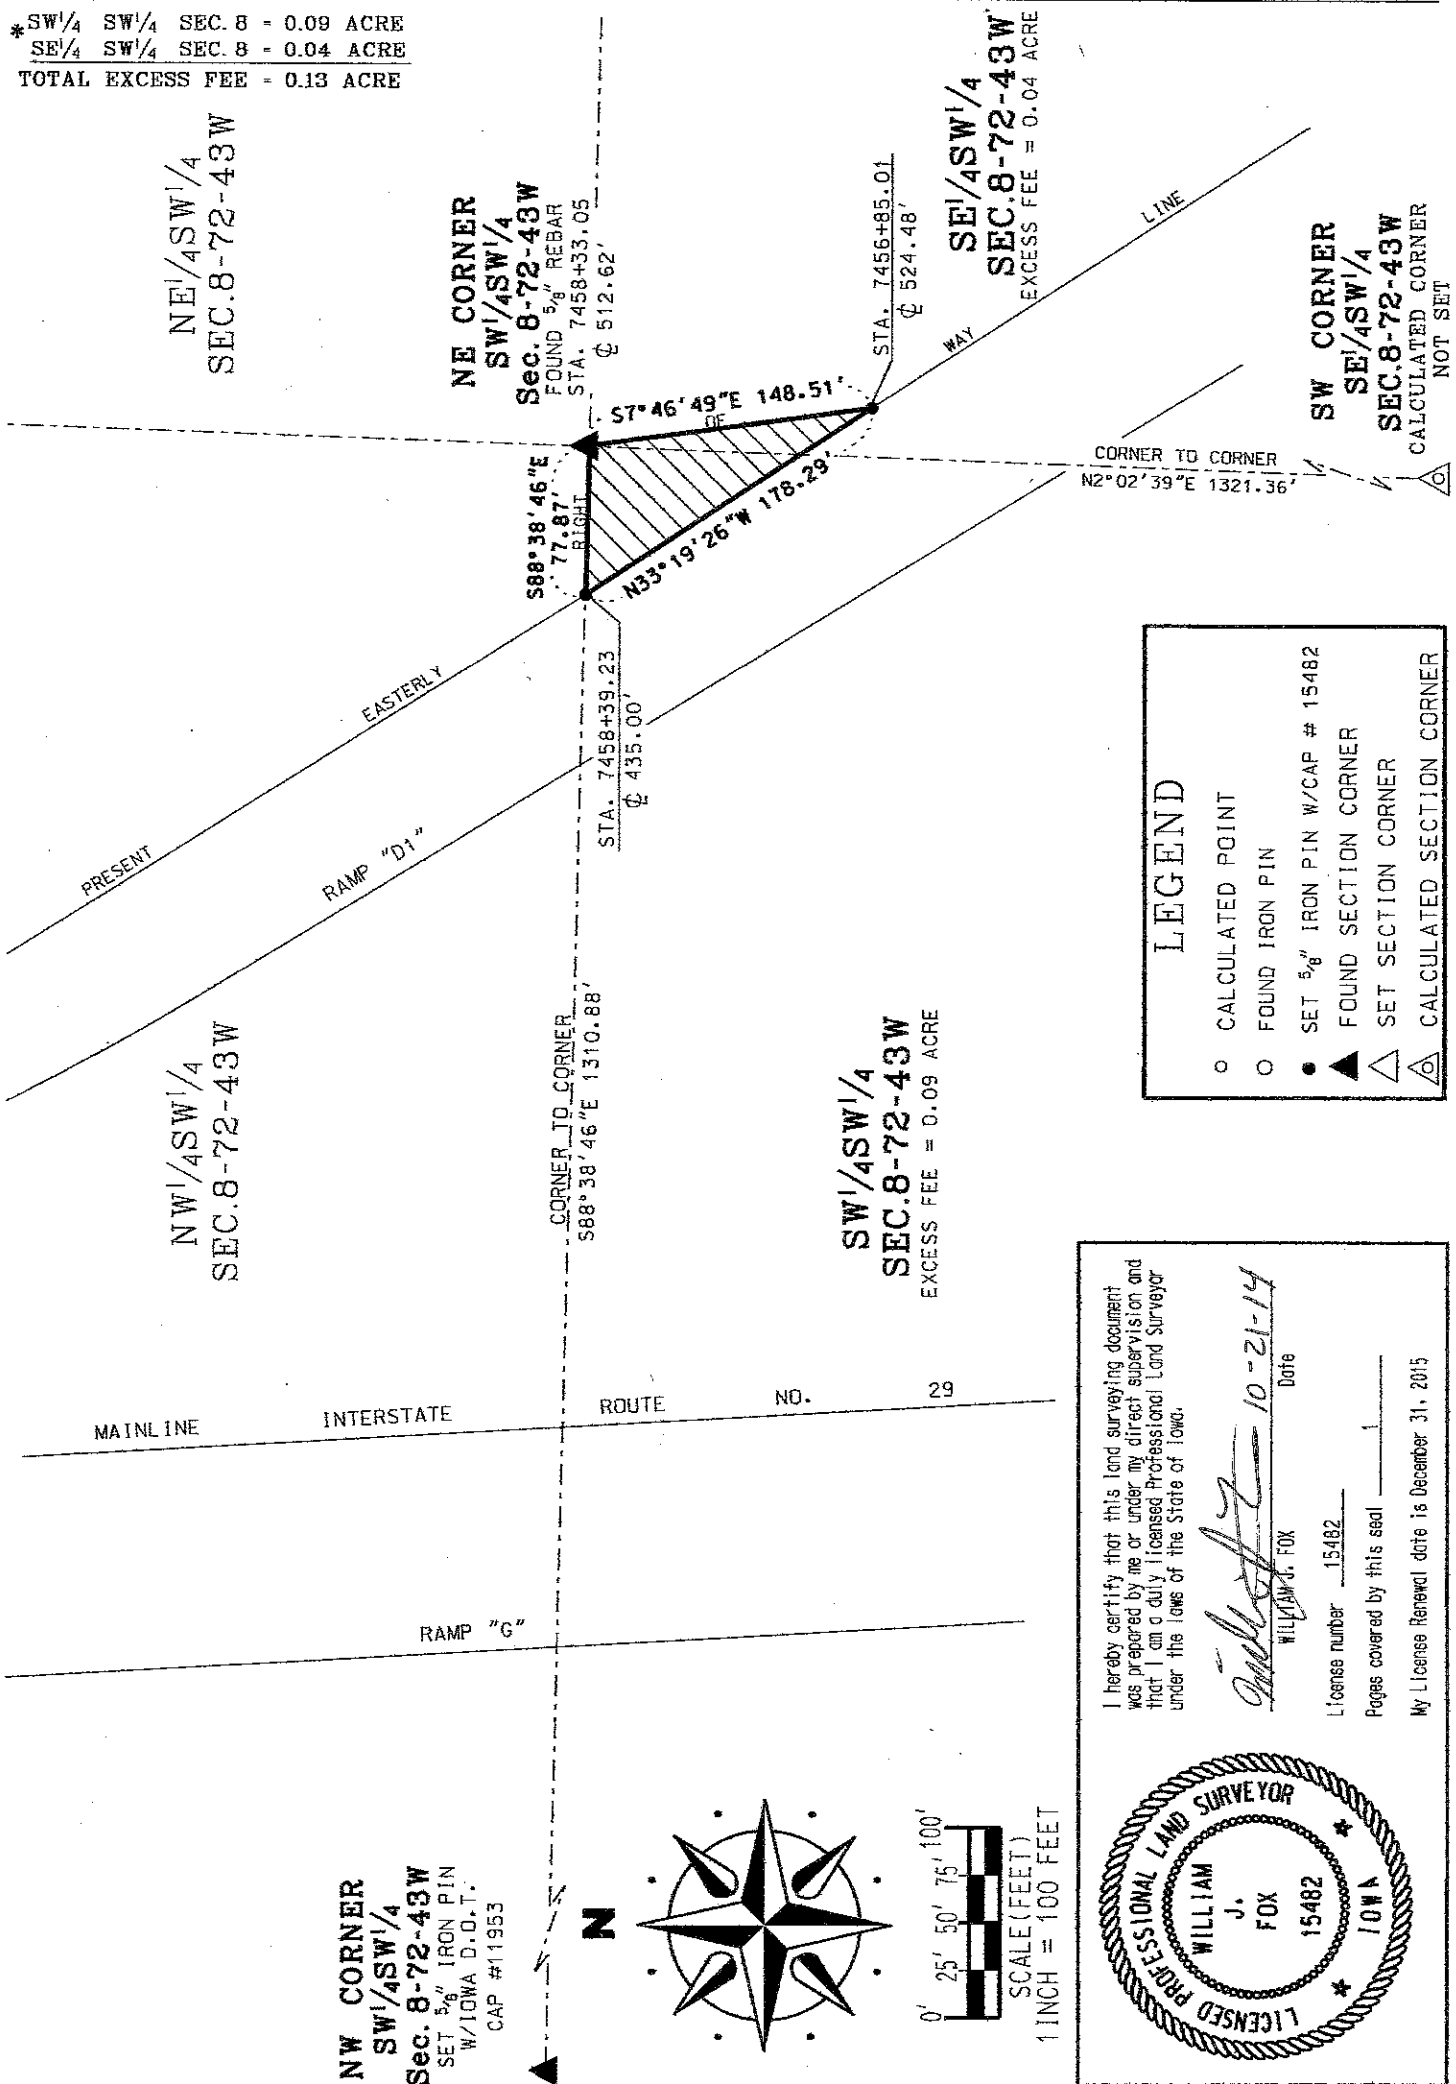 *SW1/4 SW1/4 SEC. 8 = 0.09 ACRE
SE1/4 SW1/4 SEC. 8 = 0.04 ACRE
TOTAL EXCESS FEE = 0.13 ACRE
NE1/4SW1/4
SEC.8-72-43W
NE CORNER
SW1/4SW1/4
Sec. 8-72-43W
FOUND 5/8" REBAR
STA. 7458+33.05
℄ 512.62'
SE1/4SW1/4
SEC.8-72-43W
EXCESS FEE = 0.04 ACRE
STA. 7456+85.01
℄ 524.48'
S7°46'49"E 148.51'
S88°38'46"E
77.87'
N33°19'26"W 178.29'
PRESENT
EASTERLY
RIGHT
OF
WAY
LINE
RAMP "D1"
STA. 7458+39.23
℄ 435.00'
CORNER TO CORNER
N2°02'39"E 1321.36'
SW CORNER
SE1/4SW1/4
SEC.8-72-43W
CALCULATED CORNER
NOT SET
NW1/4SW1/4
SEC.8-72-43W
CORNER TO CORNER
S88°38'46"E 1310.88'
SW1/4SW1/4
SEC.8-72-43W
EXCESS FEE = 0.09 ACRE
MAINLINE INTERSTATE ROUTE NO. 29
RAMP "G"
NW CORNER
SW1/4SW1/4
Sec. 8-72-43W
SET 5/8" IRON PIN
W/IOWA D.O.T.
CAP #11953
N
0' 25' 50' 75' 100'
SCALE(FEET)
1 INCH = 100 FEET
LEGEND
CALCULATED POINT
FOUND IRON PIN
SET 5/8" IRON PIN W/CAP # 15482
FOUND SECTION CORNER
SET SECTION CORNER
CALCULATED SECTION CORNER
LICENSED PROFESSIONAL LAND SURVEYOR
WILLIAM
J.
FOX
15482
IOWA
I hereby certify that this land surveying document
was prepared by me or under my direct supervision and
that I am a duly licensed Professional Land Surveyor
under the laws of the State of Iowa.
10-21-14
WILLIAM J. FOX Date
License number 15482
Pages covered by this seal 1
My License Renewal date is December 31, 2015